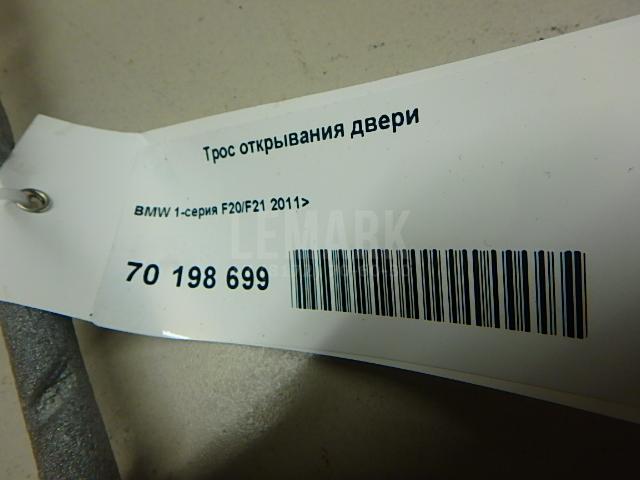 Трос открывания двери
BMW 1-серия F20/F21 2011>
LEMARK
70 198 699